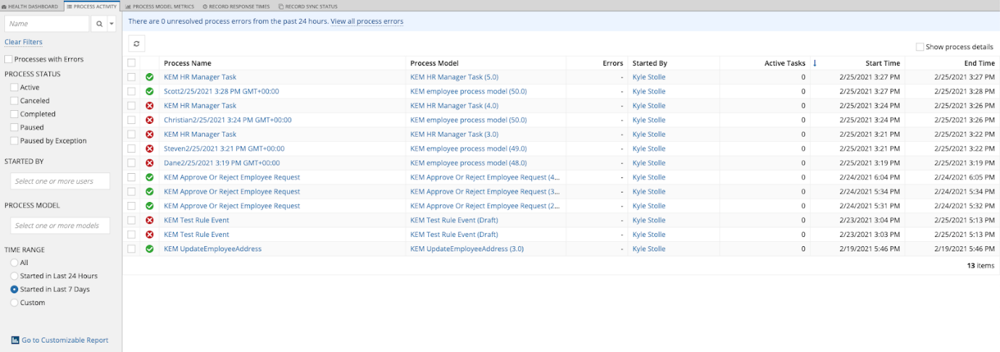 HEALTH DASHBOARD PROCESS ACTIVITY PROCESS MODEL METRICS RECORD RESPONSE TIMES RECORD SYNC STATUS
Name
Clear Filters
Processes with Errors
PROCESS STATUS
Active
Canceled
Completed
Paused
Paused by Exception
STARTED BY
Select one or more users
PROCESS MODEL
Select one or more models
TIME RANGE
All
Started in Last 24 Hours
Started in Last 7 Days
Custom
Go to Customizable Report
There are 0 unresolved process errors from the past 24 hours. View all process errors
Show process details
Process Name Process Model Errors Started By Active Tasks Start Time End Time
KEM HR Manager Task KEM HR Manager Task (5.0) - Kyle Stolle 0 2/25/2021 3:27 PM 2/25/2021 3:27 PM
Scott2/25/2021 3:28 PM GMT+00:00 KEM employee process model (50.0) - Kyle Stolle 0 2/25/2021 3:27 PM 2/25/2021 3:28 PM
KEM HR Manager Task KEM HR Manager Task (4.0) - Kyle Stolle 0 2/25/2021 3:24 PM 2/25/2021 3:26 PM
Christian2/25/2021 3:24 PM GMT+00:00 KEM employee process model (50.0) - Kyle Stolle 0 2/25/2021 3:24 PM 2/25/2021 3:26 PM
KEM HR Manager Task KEM HR Manager Task (3.0) - Kyle Stolle 0 2/25/2021 3:21 PM 2/25/2021 3:22 PM
Steven2/25/2021 3:21 PM GMT+00:00 KEM employee process model (49.0) - Kyle Stolle 0 2/25/2021 3:21 PM 2/25/2021 3:22 PM
Dane2/25/2021 3:19 PM GMT+00:00 KEM employee process model (48.0) - Kyle Stolle 0 2/25/2021 3:19 PM 2/25/2021 3:19 PM
KEM Approve Or Reject Employee Request KEM Approve Or Reject Employee Request (4... - Kyle Stolle 0 2/24/2021 6:04 PM 2/24/2021 6:05 PM
KEM Approve Or Reject Employee Request KEM Approve Or Reject Employee Request (3... - Kyle Stolle 0 2/24/2021 5:34 PM 2/24/2021 5:34 PM
KEM Approve Or Reject Employee Request KEM Approve Or Reject Employee Request (2... - Kyle Stolle 0 2/24/2021 5:31 PM 2/24/2021 5:32 PM
KEM Test Rule Event KEM Test Rule Event (Draft) - Kyle Stolle 0 2/23/2021 3:04 PM 2/25/2021 5:13 PM
KEM Test Rule Event KEM Test Rule Event (Draft) - Kyle Stolle 0 2/23/2021 3:03 PM 2/25/2021 5:13 PM
KEM UpdateEmployeeAddress KEM UpdateEmployeeAddress (3.0) - Kyle Stolle 0 2/19/2021 5:46 PM 2/19/2021 5:46 PM
13 items